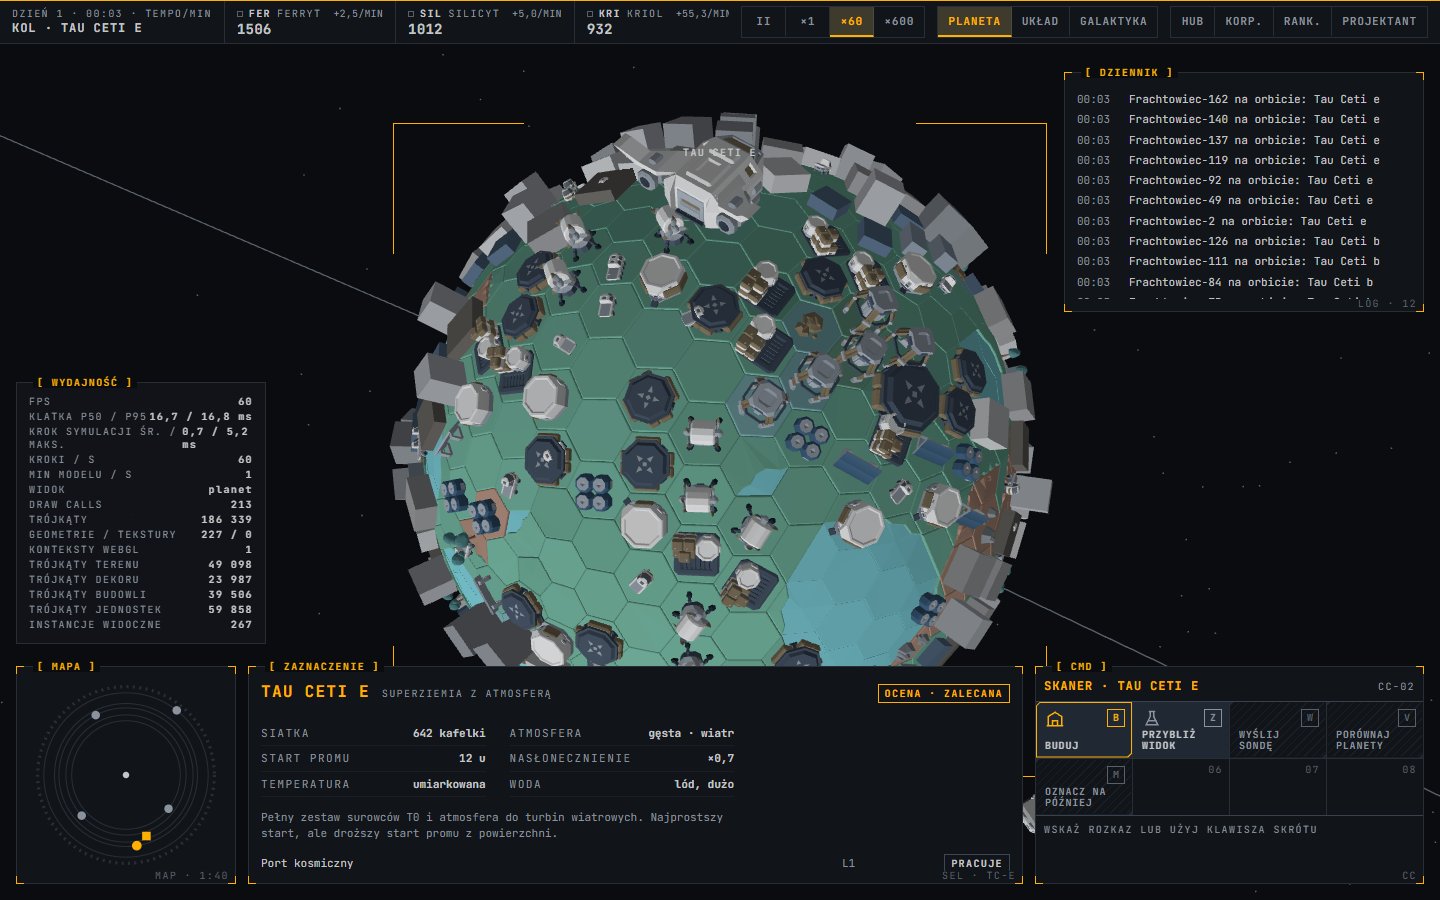 DZIEŃ 1 · 00:03 · TEMPO/MIN
KOL · TAU CETI E
FER FERRYT +2,5/MIN
1506
SIL SILICYT +5,0/MIN
1012
KRI KRIOL +55,3/MIN
932
II ×1 ×60 ×600
PLANETA UKŁAD GALAKTYKA
HUB KORP. RANK. PROJEKTANT
[ DZIENNIK ]
00:03 Frachtowiec-162 na orbicie: Tau Ceti e
00:03 Frachtowiec-140 na orbicie: Tau Ceti e
00:03 Frachtowiec-137 na orbicie: Tau Ceti e
00:03 Frachtowiec-119 na orbicie: Tau Ceti e
00:03 Frachtowiec-92 na orbicie: Tau Ceti e
00:03 Frachtowiec-49 na orbicie: Tau Ceti e
00:03 Frachtowiec-2 na orbicie: Tau Ceti e
00:03 Frachtowiec-126 na orbicie: Tau Ceti b
00:03 Frachtowiec-111 na orbicie: Tau Ceti b
00:03 Frachtowiec-84 na orbicie: Tau Ceti b
LOG · 12
TAU CETI E
[ WYDAJNOŚĆ ]
FPS 60
KLATKA P50 / P95 16,7 / 16,8 ms
KROK SYMULACJI ŚR. / MAKS. 0,7 / 5,2 ms
KROKI / S 60
MIN MODELU / S 1
WIDOK planet
DRAW CALLS 213
TRÓJKĄTY 186 339
GEOMETRIE / TEKSTURY 227 / 0
KONTEKSTY WEBGL 1
TRÓJKĄTY TERENU 49 098
TRÓJKĄTY DEKORU 23 987
TRÓJKĄTY BUDOWLI 39 506
TRÓJKĄTY JEDNOSTEK 59 858
INSTANCJE WIDOCZNE 267
[ MAPA ]
MAP · 1:40
[ ZAZNACZENIE ]
TAU CETI E SUPERZIEMIA Z ATMOSFERĄ
OCENA · ZALECANA
SIATKA 642 kafelki ATMOSFERA gęsta · wiatr
START PROMU 12 u NASŁONECZNIENIE ×0,7
TEMPERATURA umiarkowana WODA lód, dużo
Pełny zestaw surowców T0 i atmosfera do turbin wiatrowych. Najprostszy
start, ale droższy start promu z powierzchni.
Port kosmiczny L1 PRACUJE
SEL · TC-E
[ CMD ]
SKANER · TAU CETI E CC-02
B
BUDUJ
Z
PRZYBLIŻ
WIDOK
W
WYŚLIJ
SONDĘ
V
PORÓWNAJ
PLANETY
M
OZNACZ NA
PÓŹNIEJ
06 07 08
WSKAŻ ROZKAZ LUB UŻYJ KLAWISZA SKRÓTU
CC